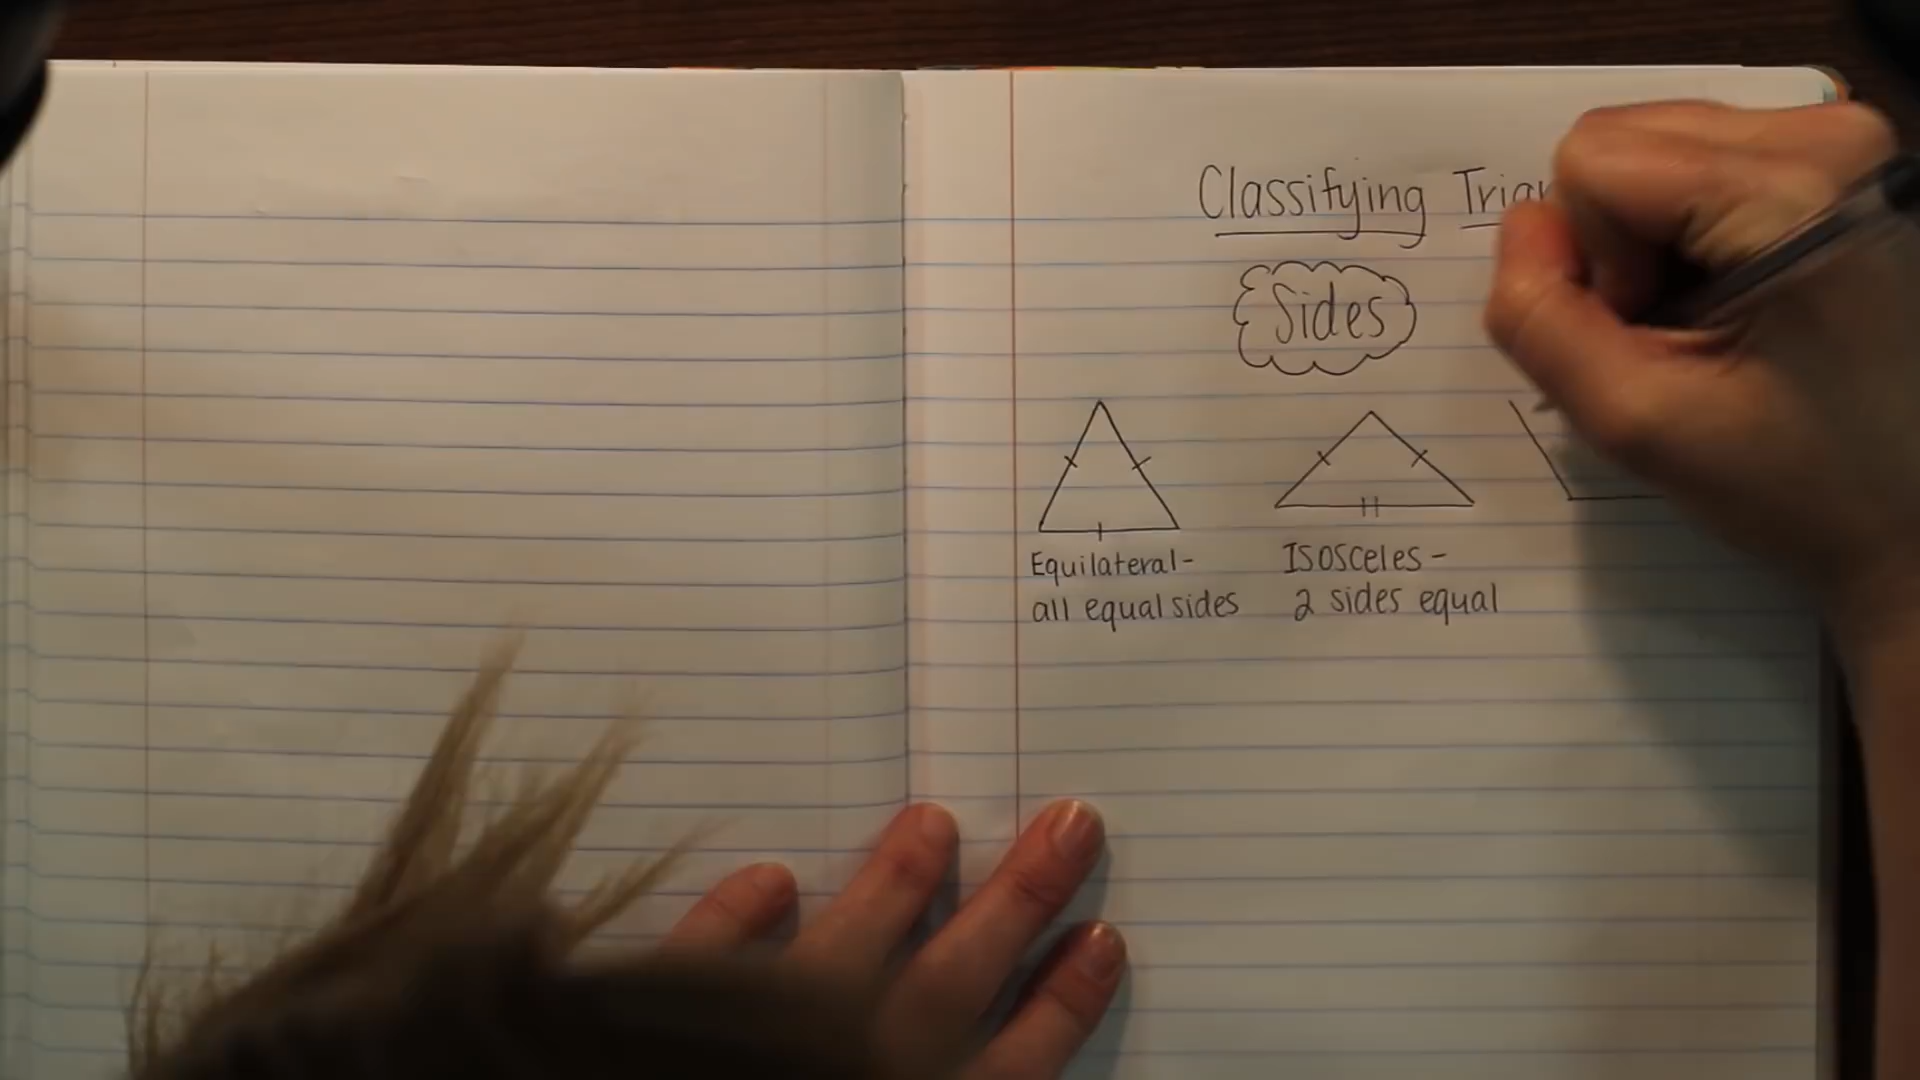 Classifying
Sides
Equilateral-
all equal sides
Isosceles-
2 sides equal